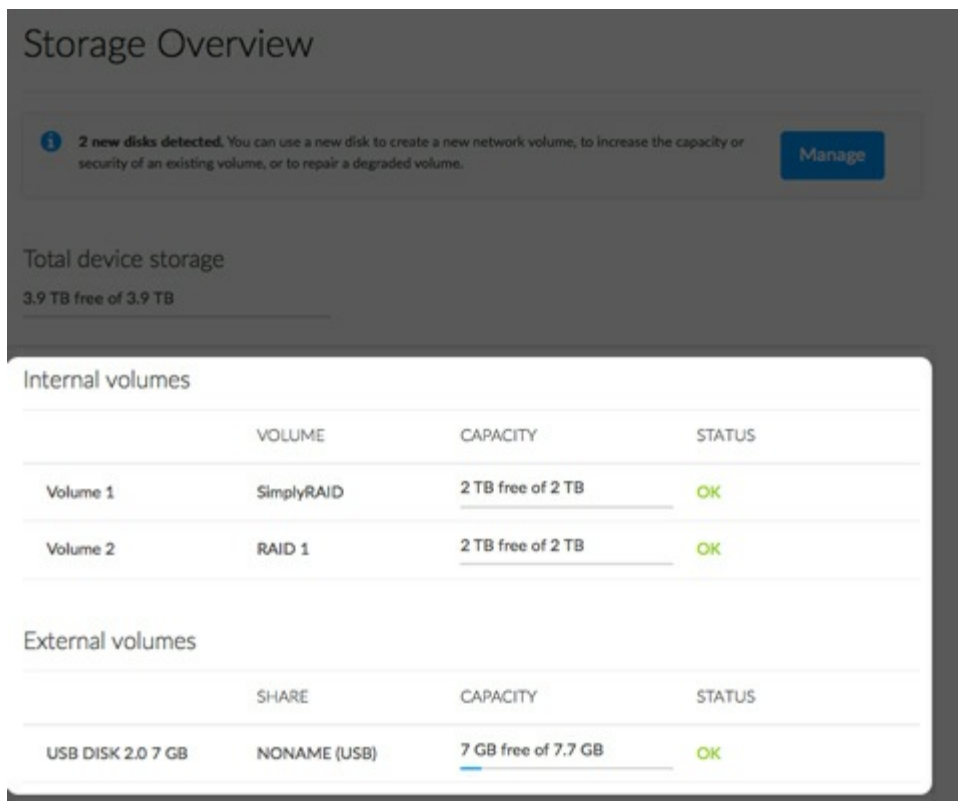 Storage Overview
2 new disks detected. You can use a new disk to create a new network volume, to increase the capacity or
security of an existing volume, or to repair a degraded volume.
Manage
Total device storage
3.9 TB free of 3.9 TB
Internal volumes
VOLUME CAPACITY STATUS
Volume 1 SimplyRAID 2 TB free of 2 TB OK
Volume 2 RAID 1 2 TB free of 2 TB OK
External volumes
SHARE CAPACITY STATUS
USB DISK 2.0 7 GB NONAME (USB) 7 GB free of 7.7 GB OK